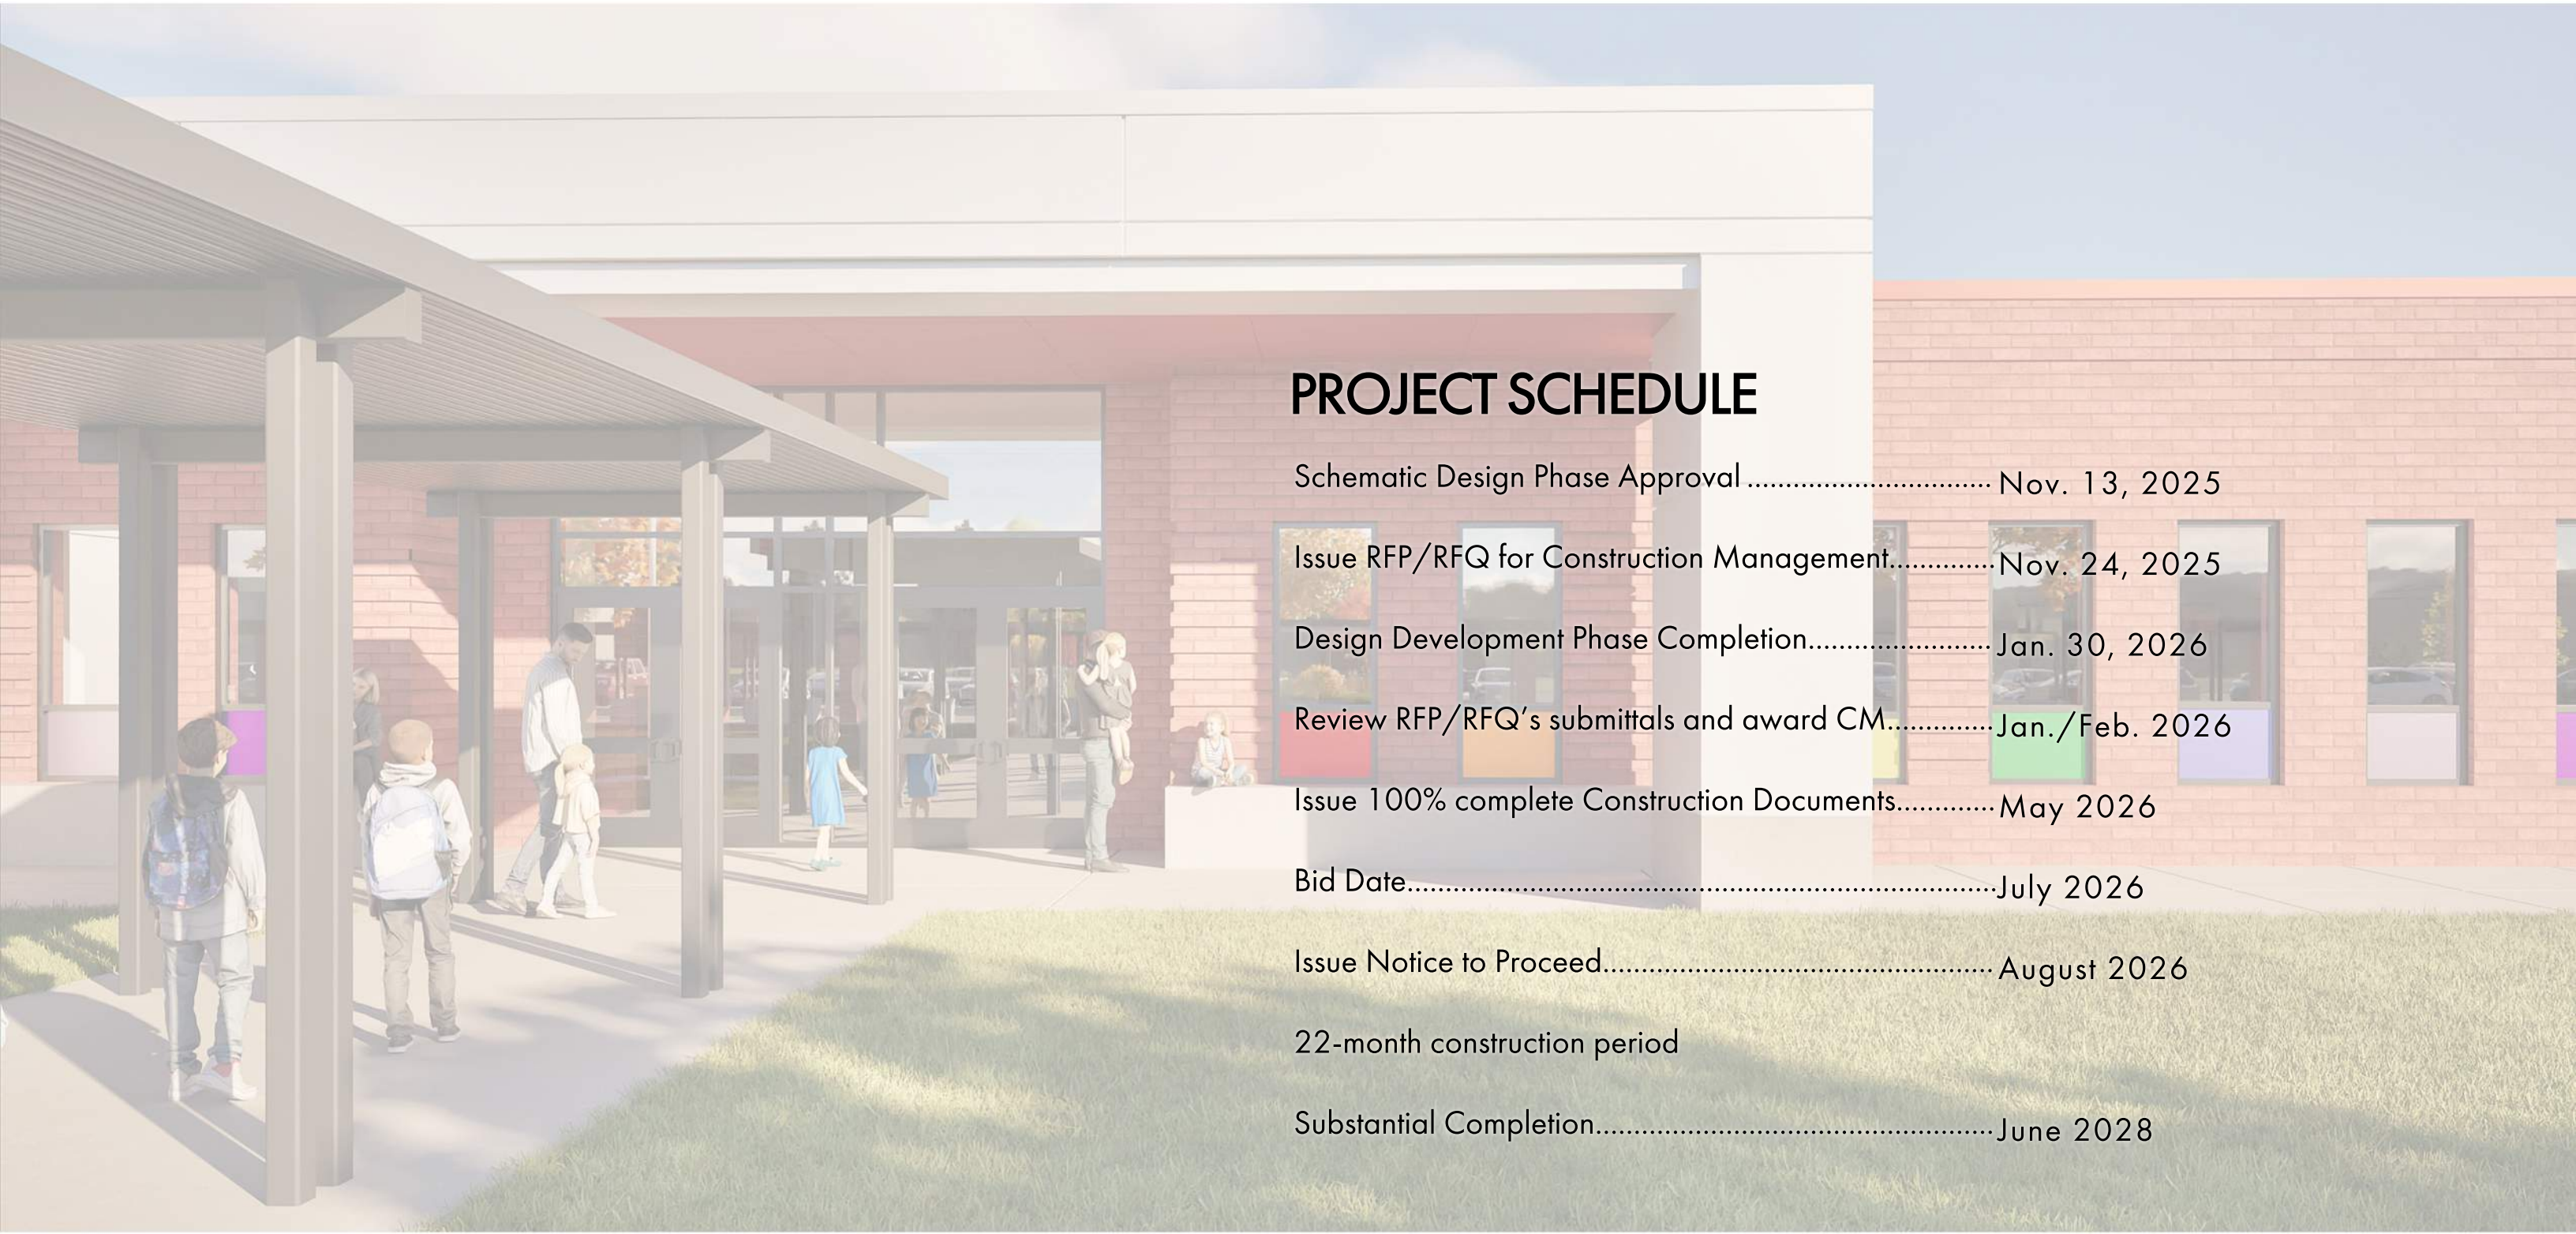 PROJECT SCHEDULE
Schematic Design Phase Approval ................................ Nov. 13, 2025
Issue RFP/RFQ for Construction Management..............Nov. 24, 2025
Design Development Phase Completion........................Jan. 30, 2026
Review RFP/RFQ’s submittals and award CM..............Jan./Feb. 2026
Issue 100% complete Construction Documents.............May 2026
Bid Date.............................................................................July 2026
Issue Notice to Proceed...................................................August 2026
22-month construction period
Substantial Completion....................................................June 2028